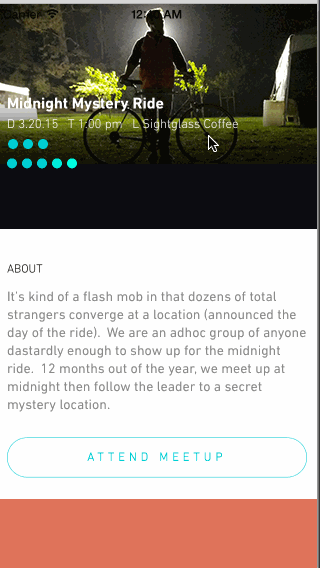 Carrier 12:12 AM
Midnight Mystery Ride
D 3.20.15 T 1:00 pm L Sightglass Coffee
ABOUT
It's kind of a flash mob in that dozens of total
strangers converge at a location (announced the
day of the ride). We are an adhoc group of anyone
dastardly enough to show up for the midnight
ride. 12 months out of the year, we meet up at
midnight then follow the leader to a secret
mystery location.
ATTEND MEETUP